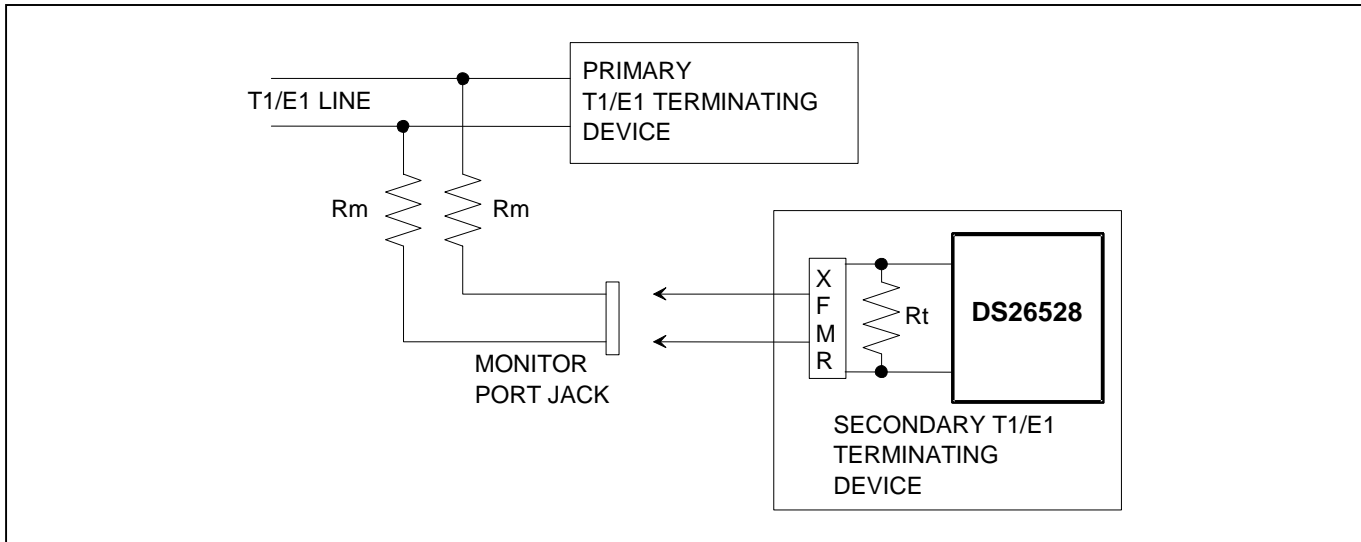 PRIMARY
T1/E1 TERMINATING
DEVICE
T1/E1 LINE
Rm
Rm
X
F
M
R
Rt
DS26528
MONITOR
PORT JACK
SECONDARY T1/E1
TERMINATING
DEVICE